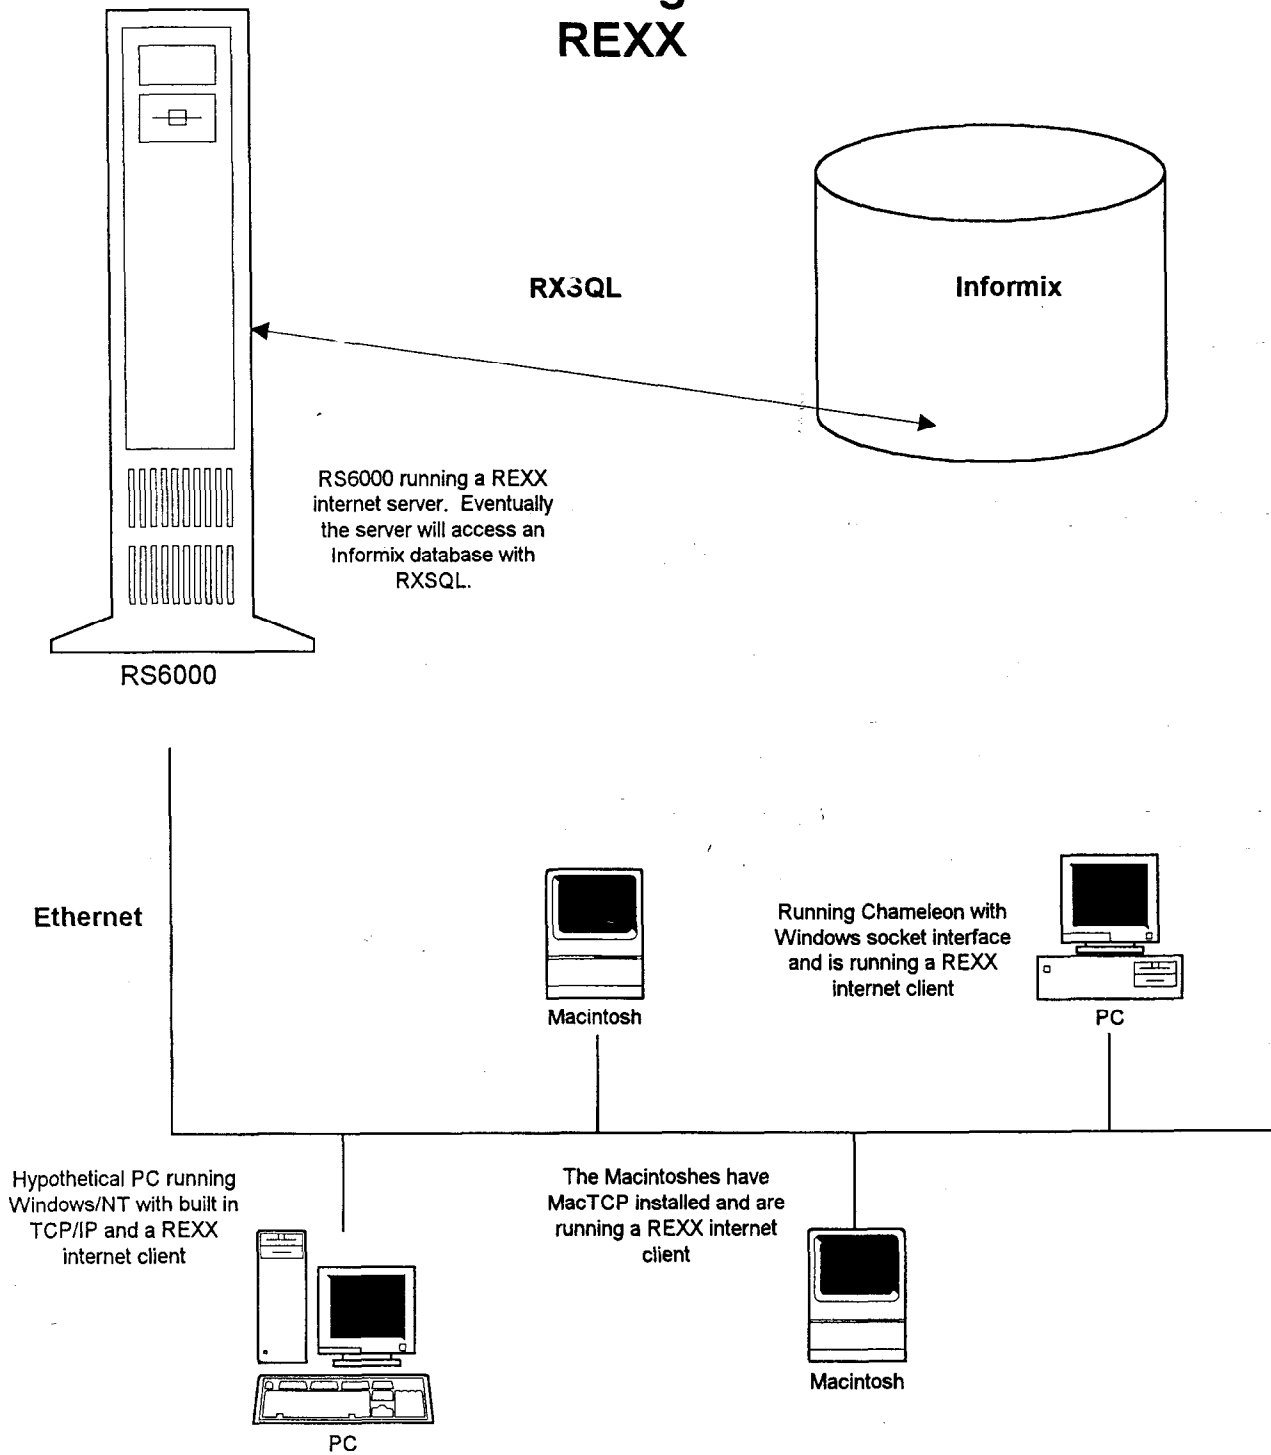 REXX
RXSQL
Informix
RS6000 running a REXX
internet server. Eventually
the server will access an
Informix database with
RXSQL.
RS6000
Ethernet
Macintosh
Running Chameleon with
Windows socket interface
and is running a REXX
internet client
PC
Hypothetical PC running
Windows/NT with built in
TCP/IP and a REXX
internet client
The Macintoshes have
MacTCP installed and are
running a REXX internet
client
Macintosh
PC